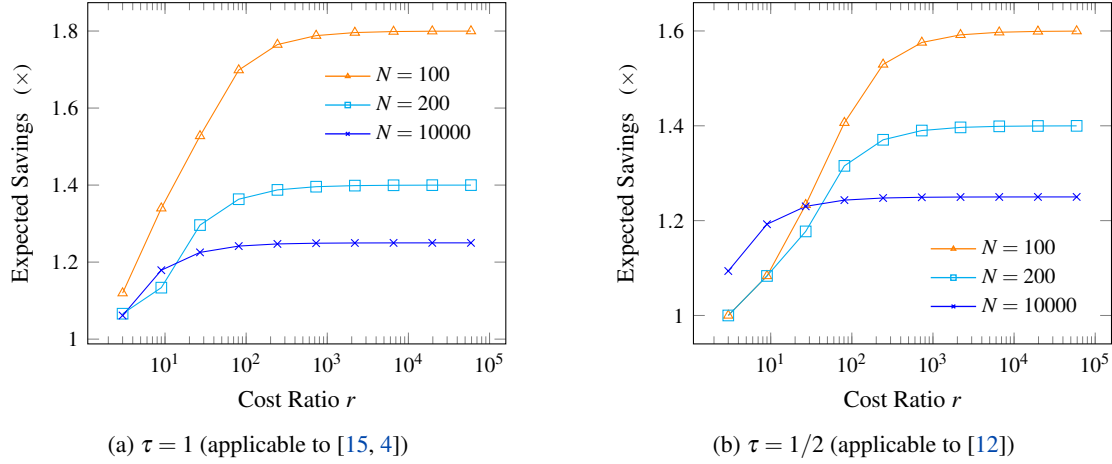 1.8
1.6
1.4
1.2
1
Expected Savings (×)
N = 100
N = 200
N = 10000
10^1 10^2 10^3 10^4 10^5
Cost Ratio r
(a) τ = 1 (applicable to [15, 4])
1.6
1.4
1.2
1
Expected Savings (×)
N = 100
N = 200
N = 10000
10^1 10^2 10^3 10^4 10^5
Cost Ratio r
(b) τ = 1/2 (applicable to [12])